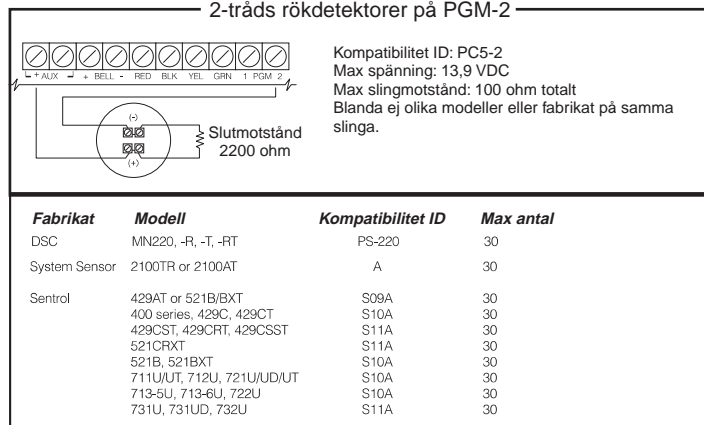 2-tråds rökdetektorer på PGM-2
+ AUX - + BELL - RED BLK YEL GRN 1 PGM 2
Kompatibilitet ID: PC5-2
Max spänning: 13,9 VDC
Max slingmotstånd: 100 ohm totalt
Blanda ej olika modeller eller fabrikat på samma
slinga.
(-)
(+)
Slutmotstånd
2200 ohm
Fabrikat Modell Kompatibilitet ID Max antal
DSC MN220, -R, -T, -RT PS-220 30
System Sensor 2100TR or 2100AT A 30
Sentrol 429AT or 521B/BXT S09A 30
400 series, 429C, 429CT S10A 30
429CST, 429CRT, 429CSST S11A 30
521CRXT S11A 30
521B, 521BXT S10A 30
711U/UT, 712U, 721U/UD/UT S10A 30
713-5U, 713-6U, 722U S10A 30
731U, 731UD, 732U S11A 30